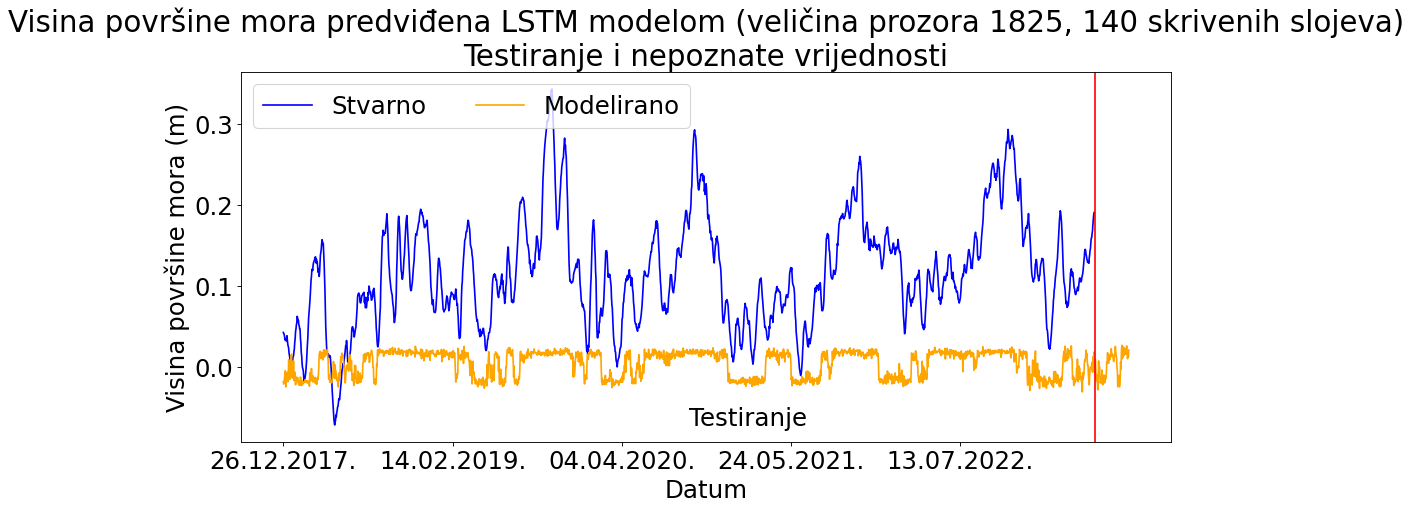 Visina površine mora predviđena LSTM modelom (veličina prozora 1825, 140 skrivenih slojeva)
Testiranje i nepoznate vrijednosti
Stvarno Modelirano
Visina površine mora (m)
0.3
0.2
0.1
0.0
Testiranje
26.12.2017. 14.02.2019. 04.04.2020. 24.05.2021. 13.07.2022.
Datum